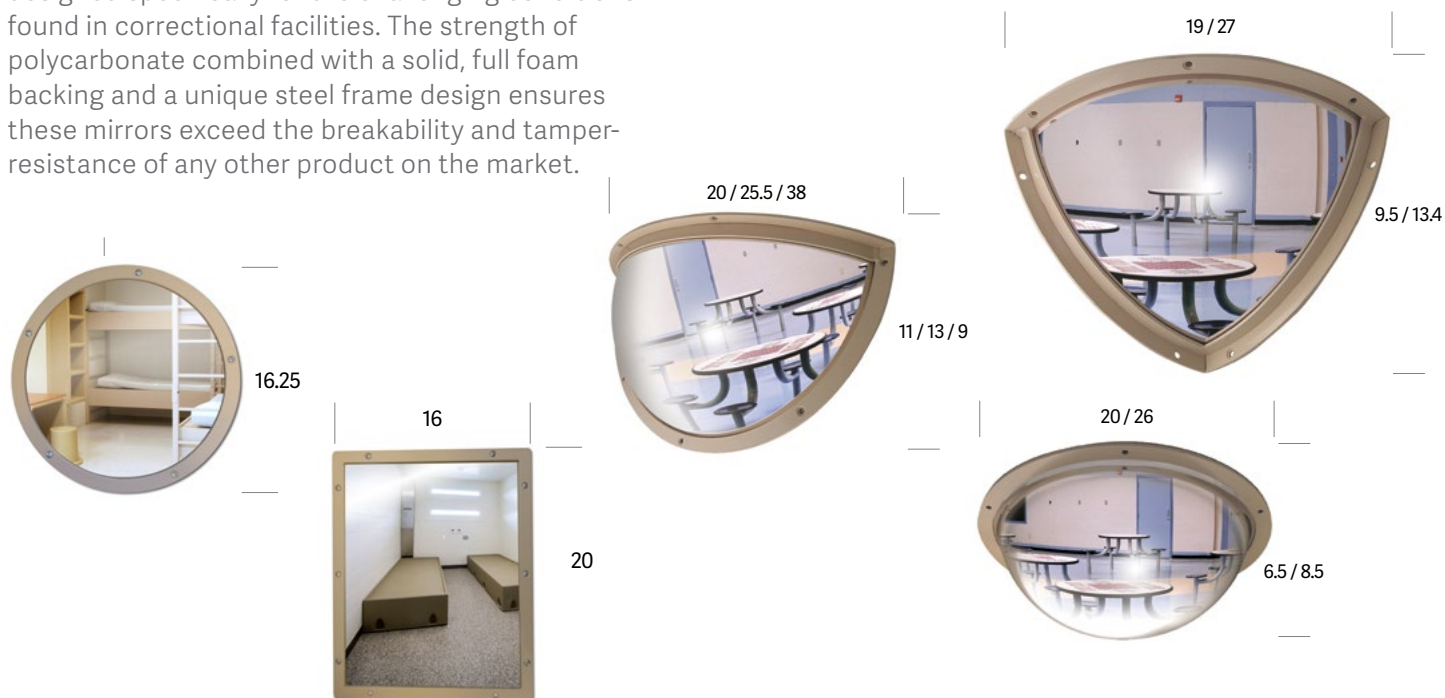 found in correctional facilities. The strength of
polycarbonate combined with a solid, full foam
backing and a unique steel frame design ensures
these mirrors exceed the breakability and tamper-
resistance of any other product on the market.
19 / 27
9.5 / 13.4
20 / 25.5 / 38
11 / 13 / 9
16.25
16
20
20 / 26
6.5 / 8.5